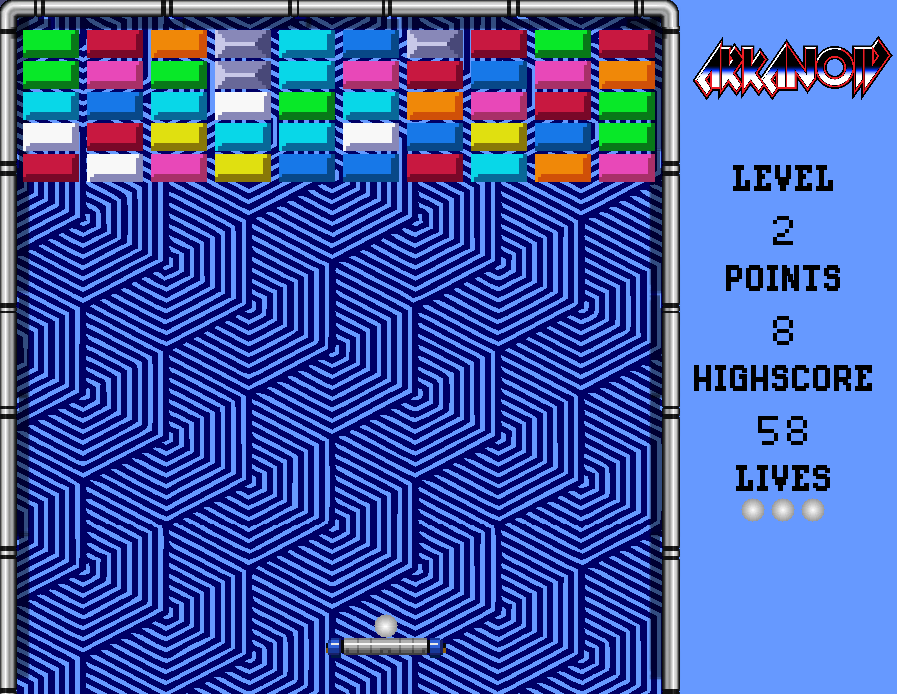 ARKANOID
LEVEL
2
POINTS
8
HIGHSCORE
58
LIVES